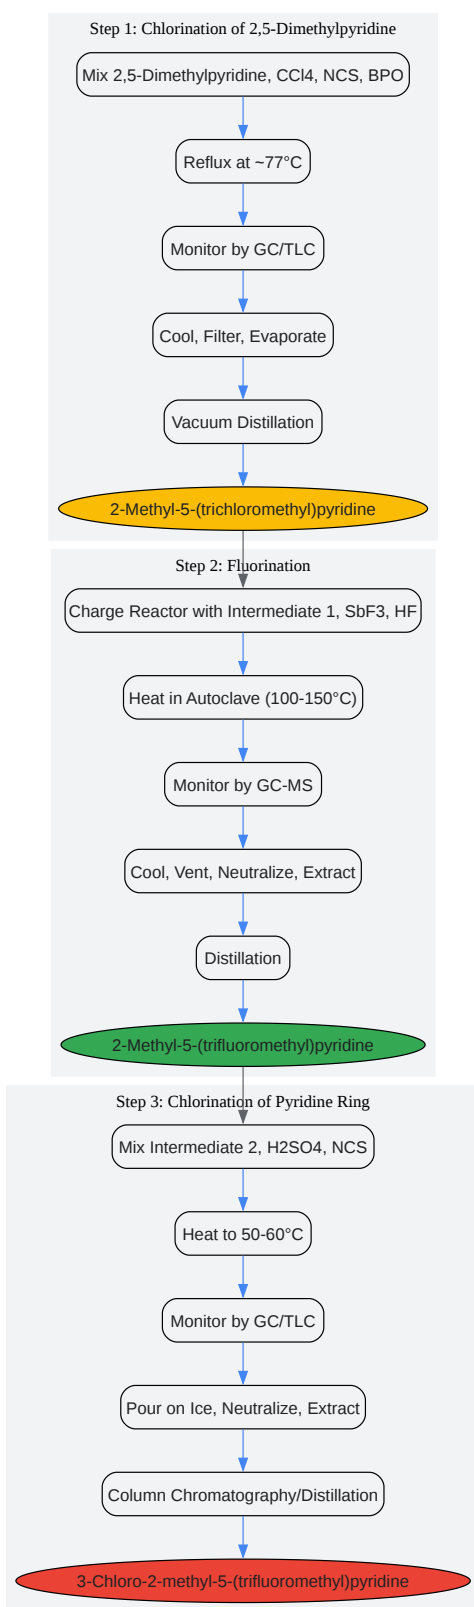 Step 1: Chlorination of 2,5-Dimethylpyridine
Mix 2,5-Dimethylpyridine, CCl4, NCS, BPO
Reflux at ~77°C
Monitor by GC/TLC
Cool, Filter, Evaporate
Vacuum Distillation
2-Methyl-5-(trichloromethyl)pyridine
Step 2: Fluorination
Charge Reactor with Intermediate 1, SbF3, HF
Heat in Autoclave (100-150°C)
Monitor by GC-MS
Cool, Vent, Neutralize, Extract
Distillation
2-Methyl-5-(trifluoromethyl)pyridine
Step 3: Chlorination of Pyridine Ring
Mix Intermediate 2, H2SO4, NCS
Heat to 50-60°C
Monitor by GC/TLC
Pour on Ice, Neutralize, Extract
Column Chromatography/Distillation
3-Chloro-2-methyl-5-(trifluoromethyl)pyridine